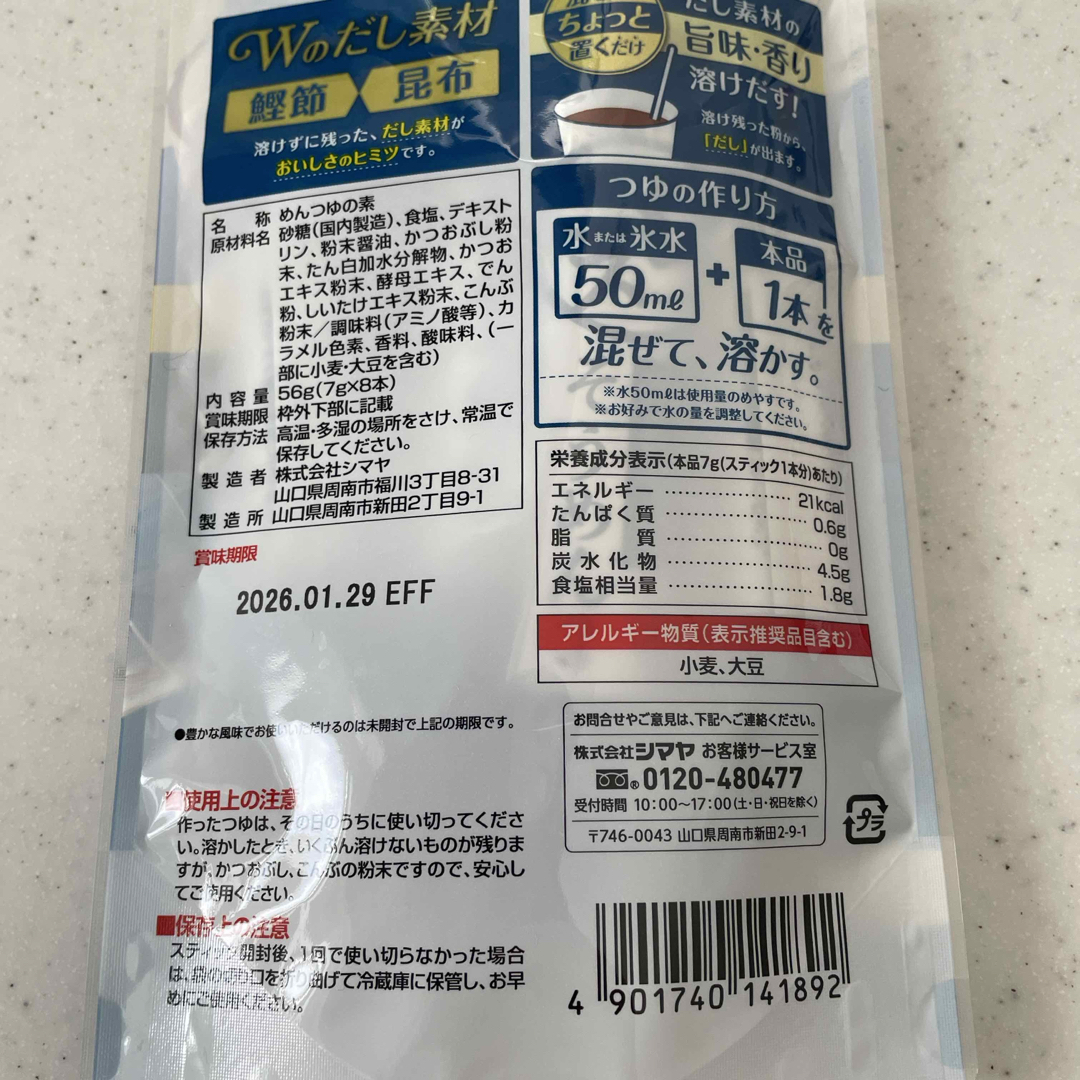 Wのだし素材
鰹節
昆布
溶けずに残った、だし素材が
おいしさのヒミツです。
ちょっと
置くだけ
だし素材の
旨味・香り
溶けだす!
溶け残った粉から、
「だし」が出ます。
名称 めんつゆの素
原材料名 砂糖(国内製造)、食塩、デキスト
リン、粉末醤油、かつおぶし粉
末、たん白加水分解物、かつお
エキス粉末、酵母エキス、でん
粉、しいたけエキス粉末、こんぶ
粉末/調味料(アミノ酸等)、カ
ラメル色素、香料、酸味料、(一
部に小麦・大豆を含む)
内容量 56g(7g×8本)
賞味期限 枠外下部に記載
保存方法 高温・多湿の場所をさけ、常温で
保存してください。
製造者 株式会社シマヤ
山口県周南市福川3丁目8-31
製造所 山口県周南市新田2丁目9-1
賞味期限
2026.01.29 EFF
●豊かな風味でお使いいただけるのは未開封で上記の期限です。
■使用上の注意
作ったつゆは、その日のうちに使い切ってくださ
い。溶かしたとき、いくぶん溶けないものが残りま
すが、かつおぶし、こんぶの粉末ですので、安心し
てご使用ください。
■保存上の注意
スティック開封後、1回で使い切らなかった場合
は、袋の切り口を折り曲げて冷蔵庫に保管し、お早
めにご使用ください。
つゆの作り方
水または氷水
50ml
+
本品
1本を
混ぜて、溶かす。
※水50mlは使用量のめやすです。
※お好みで水の量を調整してください。
栄養成分表示(本品7g(スティック1本分)あたり)
エネルギー 21kcal
たんぱく質 0.6g
脂質 0g
炭水化物 4.5g
食塩相当量 1.8g
アレルギー物質(表示推奨品目含む)
小麦、大豆
お問合せやご意見は、下記へご連絡ください。
株式会社シマヤ お客様サービス室
®0120-480477
受付時間 10:00〜17:00(土・日・祝日を除く)
〒746-0043 山口県周南市新田2-9-1
プラ
4 901740 141892